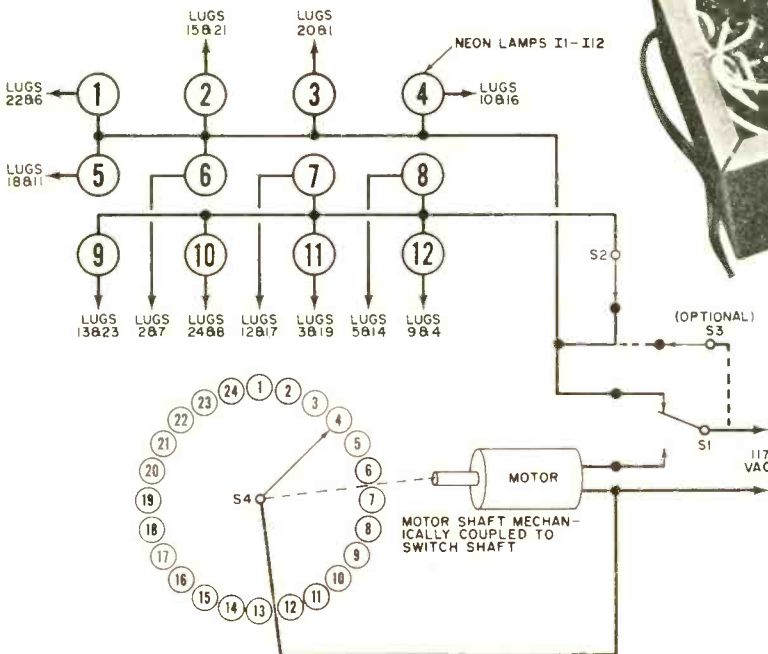 LUGS
15&21
LUGS
20&1
NEON LAMPS I1-I12
LUGS
22&6
1
2
3
4
LUGS
10&16
LUGS
18&11
5
6
7
8
9
10
11
12
S2
LUGS
13&23
LUGS
2&7
LUGS
24&8
LUGS
12&17
LUGS
3&19
LUGS
5&14
LUGS
9&4
(OPTIONAL)
S3
S1
117
VAC
24
1
2
3
4
5
6
7
8
9
10
11
12
13
14
15
16
17
18
19
20
21
22
23
S4
MOTOR
MOTOR SHAFT MECHAN-
ICALLY COUPLED TO
SWITCH SHAFT